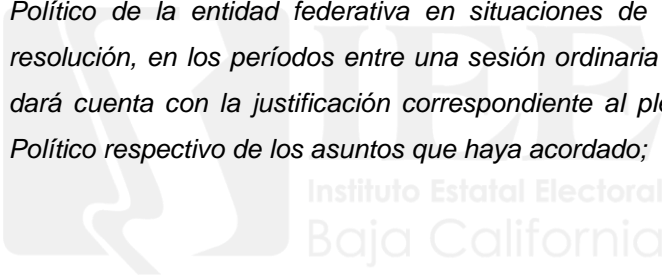 Político de la entidad federativa en situaciones de
resolución, en los períodos entre una sesión ordinaria
dará cuenta con la justificación correspondiente al
Político respectivo de los asuntos que haya acordado;
IEE
Instituto Estatal Electoral
Baja California